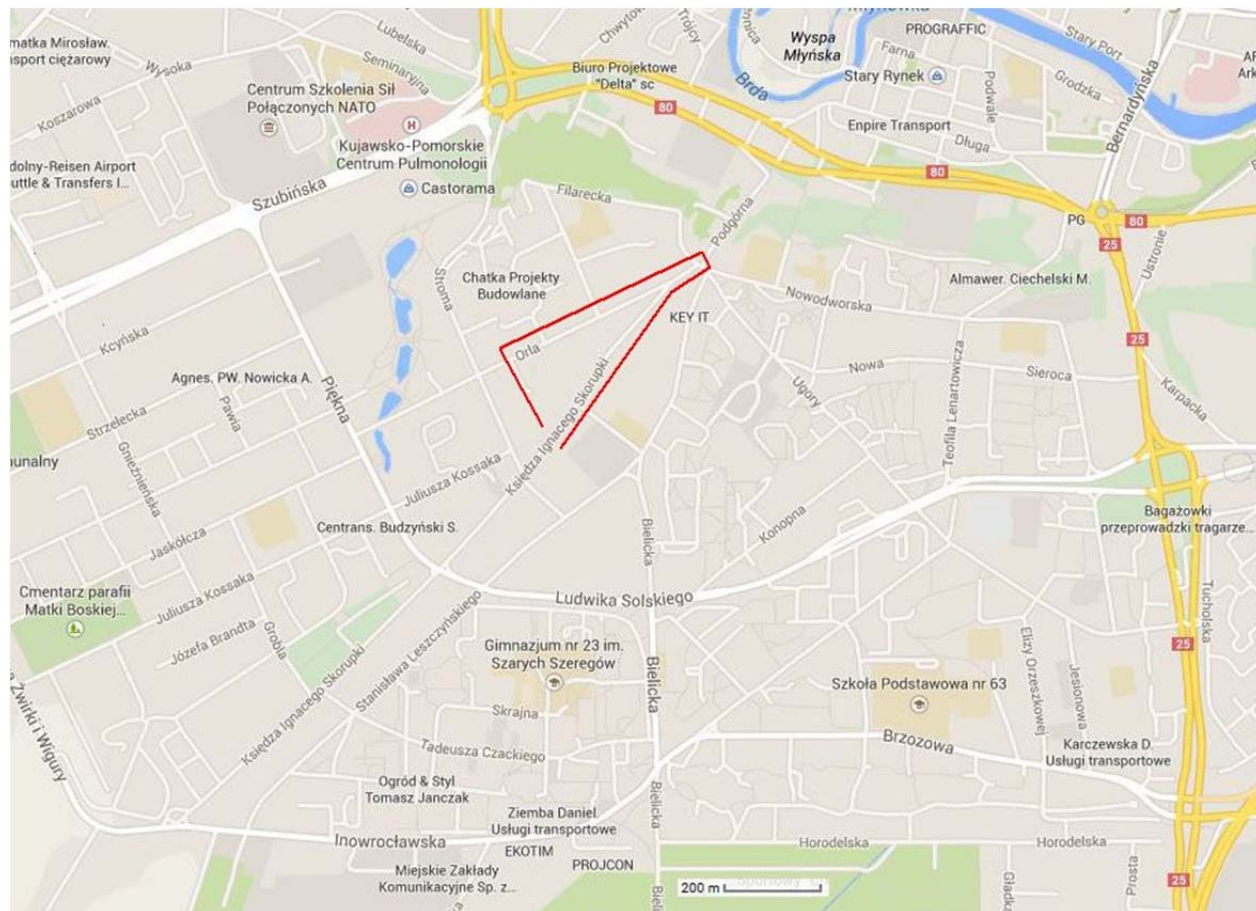 Młynówka
Chwytowo
Trójcy
PROGRAFFIC
matka Mirosław.
nsport ciężarowy
Lubelska
Wyspa
Młyńska
Farna
Stary Port
Wysoka
Seminaryjna
Biuro Projektowe
"Delta" sc
Brda
Stary Rynek
Podwale
Grodzka
Bernardyńska
Centrum Szkolenia Sił
Połączonych NATO
80
Koszarowa
Enpire Transport
Długa
H
Kujawsko-Pomorskie
Centrum Pulmonologii
dolny-Reisen Airport
uttle & Transfers I...
Castorama
80
Szubińska
Filarecka
Podgórna
PG
80
25
Ustronie
Stroma
Chatka Projekty
Budowlane
Almawer. Ciechelski M.
Nowodworska
Kcyńska
KEY IT
25
Orla
Agnes. PW. Nowicka A.
Piękna
Nowa
Sieroca
Ugory
Karpacka
Strzelecka
Pawia
Księdza Ignacego Skorupki
Teofila Lenartowicza
munalny
Gnieźnieńska
Juliusza Kossaka
Bagażówki
przeprowadzki tragarze...
Centrans. Budzyński S.
Konopna
Jaskółcza
Bielicka
Cmentarz parafii
Matki Boskiej...
Juliusza Kossaka
Ludwika Solskiego
Tucholska
Józefa Brandta
Grobla
Stanisława Leszczyńskiego
Gimnazjum nr 23 im.
Szarych Szeregów
25
Elizy Orzeszkowej
Jesionowa
Bielicka
Szkoła Podstawowa nr 63
Żwirki i Wigury
Księdza Ignacego Skorupki
Skrajna
Tadeusza Czackiego
Brzozowa
Karczewska D.
Usługi transportowe
Ogród & Styl
Tomasz Janczak
Bielicka
Ziemba Daniel.
Usługi transportowe
Inowrocławska
EKOTIM
Horodelska
Horodelska
PROJCON
Miejskie Zakłady
Komunikacyjne Sp. z...
200 m
Sportowy
Gładka
Prosta
25